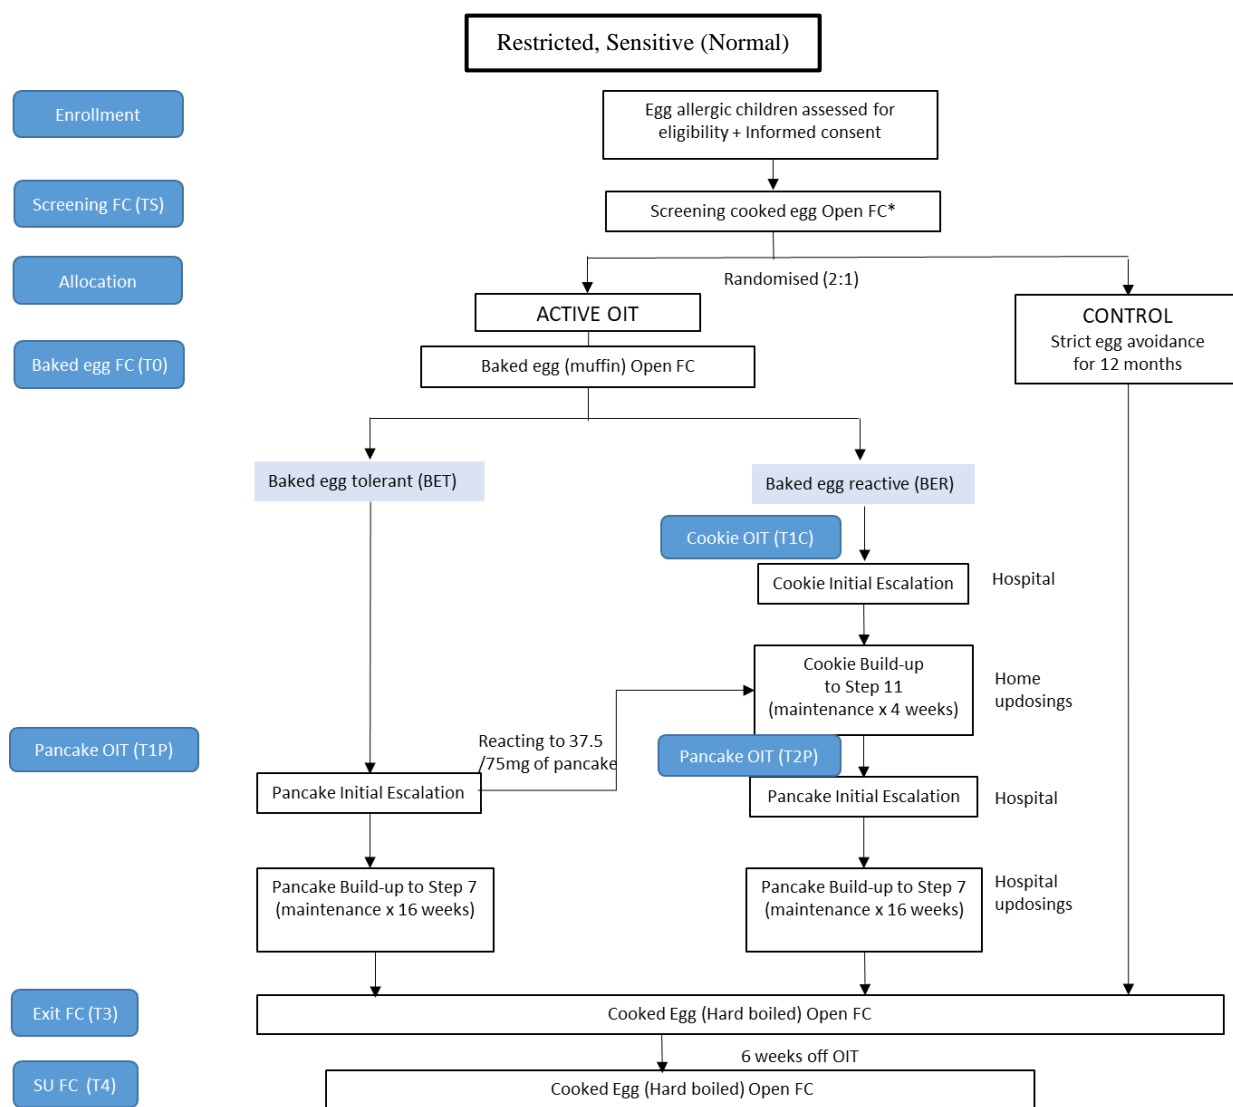 Restricted, Sensitive (Normal)
Enrollment
Egg allergic children assessed for
eligibility + Informed consent
Screening FC (TS)
Screening cooked egg Open FC*
Allocation
Randomised (2:1)
ACTIVE OIT
CONTROL
Strict egg avoidance
for 12 months
Baked egg FC (T0)
Baked egg (muffin) Open FC
Baked egg tolerant (BET)
Baked egg reactive (BER)
Cookie OIT (T1C)
Cookie Initial Escalation
Hospital
Cookie Build-up
to Step 11
(maintenance x 4 weeks)
Home
updosings
Pancake OIT (T1P)
Reacting to 37.5
/75mg of pancake
Pancake OIT (T2P)
Pancake Initial Escalation
Pancake Initial Escalation
Hospital
Pancake Build-up to Step 7
(maintenance x 16 weeks)
Pancake Build-up to Step 7
(maintenance x 16 weeks)
Hospital
updosings
Exit FC (T3)
Cooked Egg (Hard boiled) Open FC
6 weeks off OIT
SU FC (T4)
Cooked Egg (Hard boiled) Open FC